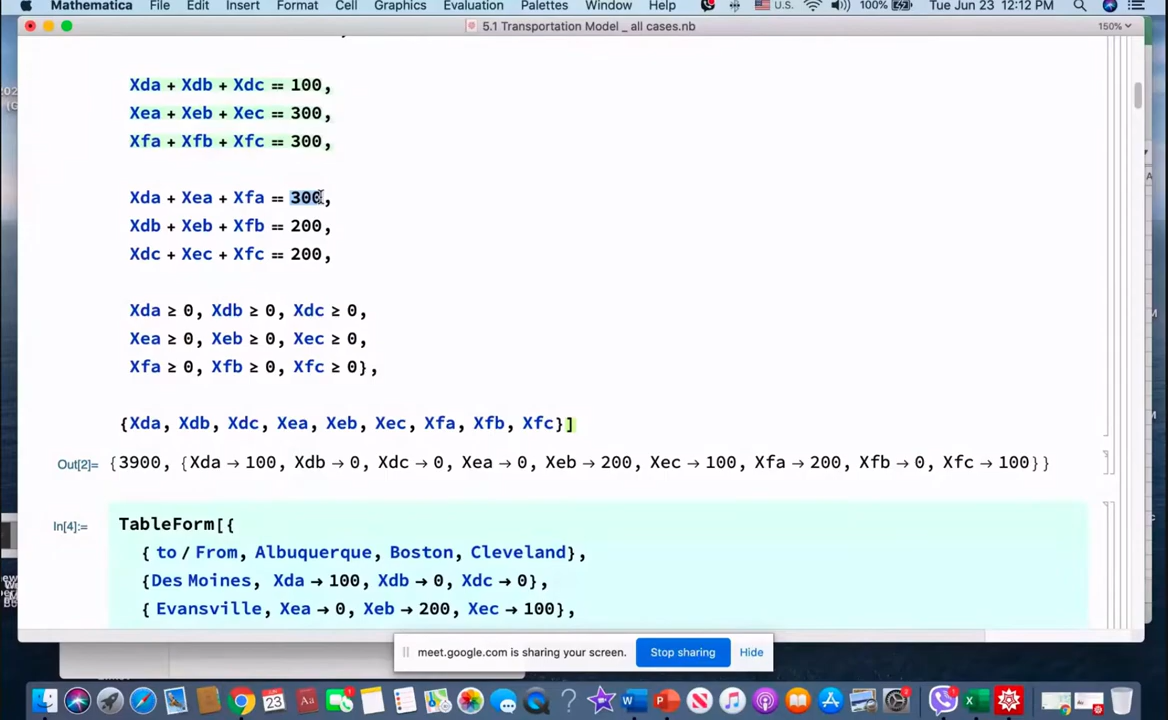 Mathematica File Edit Insert Format Cell Graphics Evaluation Palettes Window Help U.S. 100% Tue Jun 23 12:12 PM
5.1 Transportation Model _ all cases.nb 150%
Xda + Xdb + Xdc == 100,
Xea + Xeb + Xec == 300,
Xfa + Xfb + Xfc == 300,
Xda + Xea + Xfa == 300,
Xdb + Xeb + Xfb == 200,
Xdc + Xec + Xfc == 200,
Xda ≥ 0, Xdb ≥ 0, Xdc ≥ 0,
Xea ≥ 0, Xeb ≥ 0, Xec ≥ 0,
Xfa ≥ 0, Xfb ≥ 0, Xfc ≥ 0},
{Xda, Xdb, Xdc, Xea, Xeb, Xec, Xfa, Xfb, Xfc}]
Out[2]= {3900, {Xda → 100, Xdb → 0, Xdc → 0, Xea → 0, Xeb → 200, Xec → 100, Xfa → 200, Xfb → 0, Xfc → 100}}
In[4]:= TableForm[{
{ to / From, Albuquerque, Boston, Cleveland},
{Des Moines, Xda → 100, Xdb → 0, Xdc → 0},
{ Evansville, Xea → 0, Xeb → 200, Xec → 100},
meet.google.com is sharing your screen. Stop sharing Hide